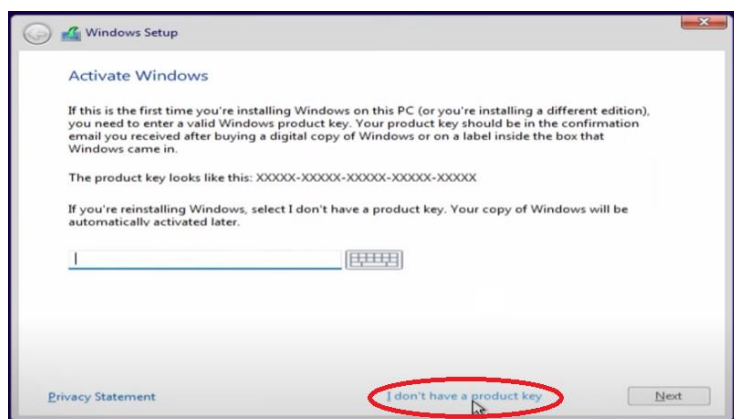 Windows Setup
Activate Windows
If this is the first time you're installing Windows on this PC (or you're installing a different edition),
you need to enter a valid Windows product key. Your product key should be in the confirmation
email you received after buying a digital copy of Windows or on a label inside the box that
Windows came in.
The product key looks like this: XXXXX-XXXXX-XXXXX-XXXXX-XXXXX
If you're reinstalling Windows, select I don't have a product key. Your copy of Windows will be
automatically activated later.
Privacy Statement
I don't have a product key
Next